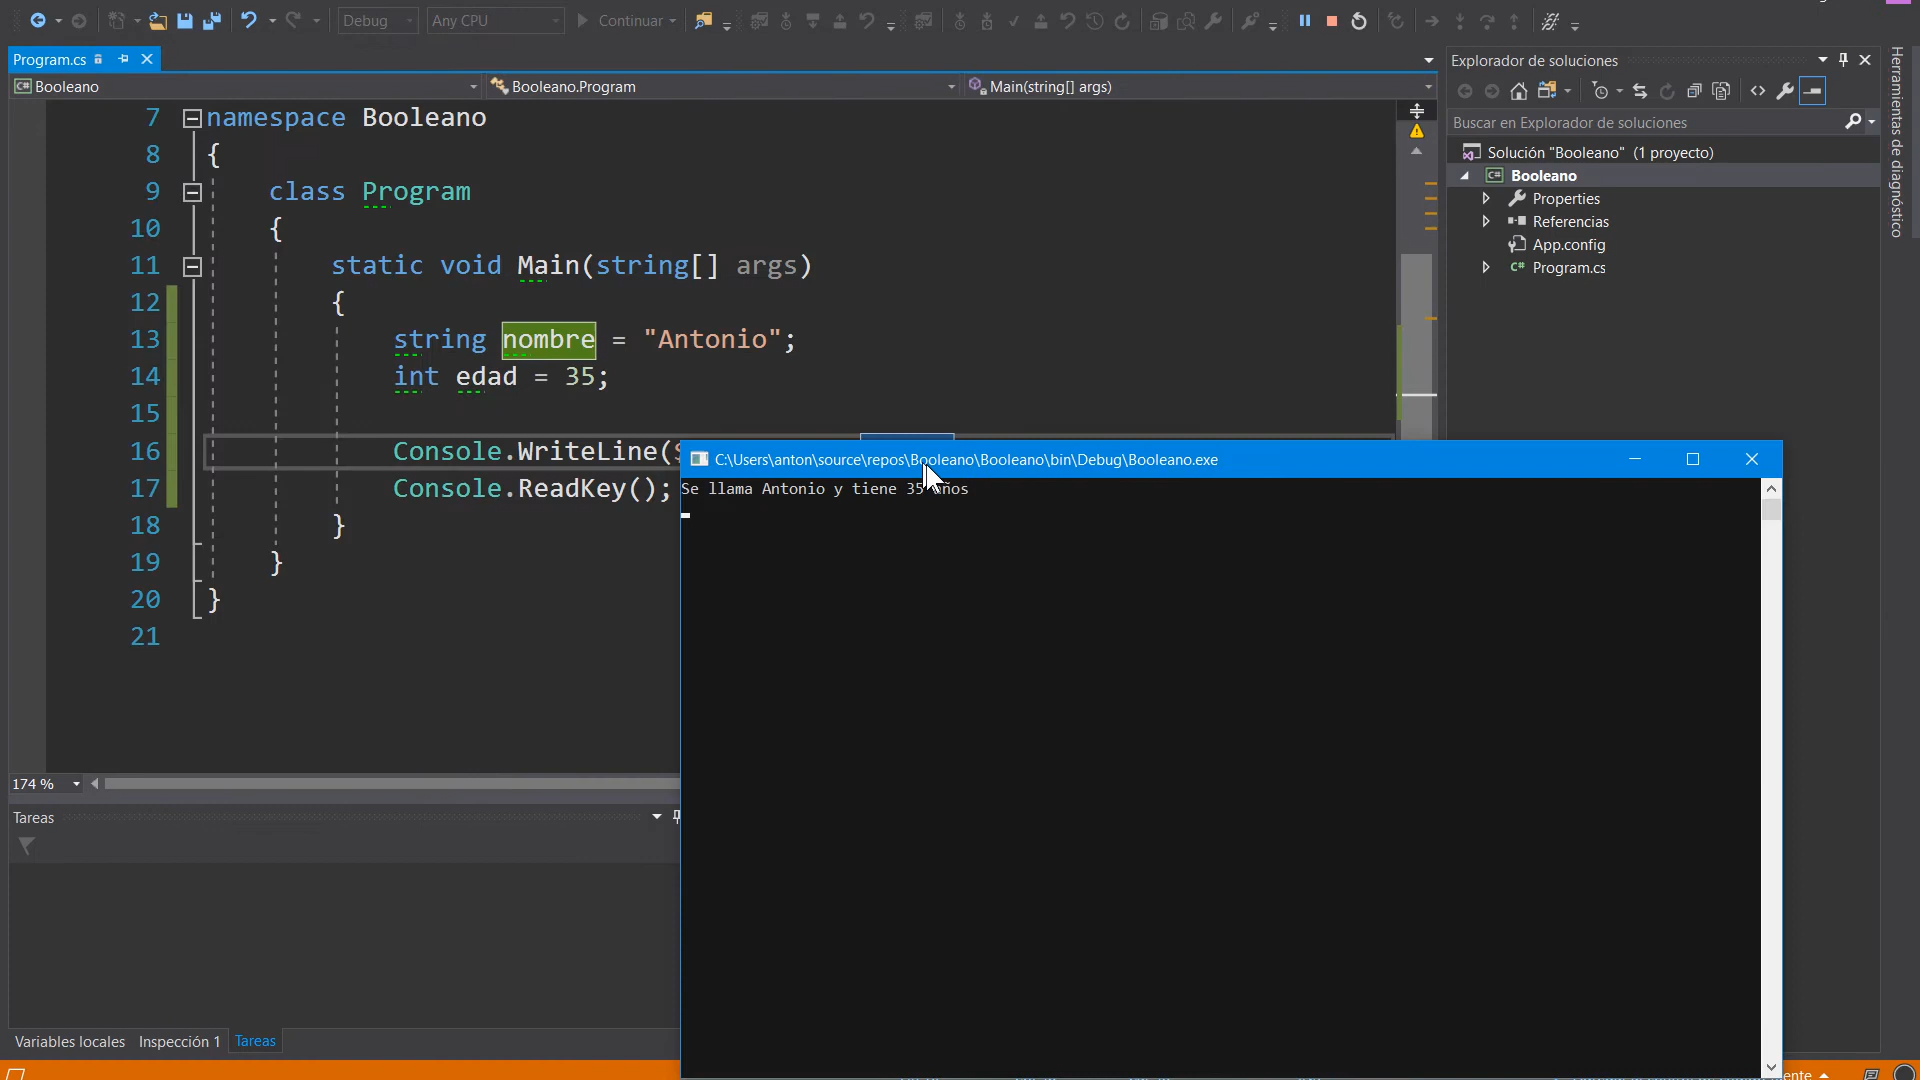 Debug
Any CPU
Continuar
Program.cs
Booleano
Booleano.Program
Main(string[] args)
7 namespace Booleano
8 {
9 class Program
10 {
11 static void Main(string[] args)
12 {
13 string nombre = "Antonio";
14 int edad = 35;
15
16 Console.WriteLine($
17 Console.ReadKey();
18 }
19 }
20 }
21
174 %
Tareas
Variables locales
Inspección 1
Tareas
C:\Users\anton\source\repos\Booleano\Booleano\bin\Debug\Booleano.exe
Se llama Antonio y tiene 35 años
Explorador de soluciones
Buscar en Explorador de soluciones
Solución "Booleano" (1 proyecto)
C# Booleano
Properties
Referencias
App.config
C# Program.cs
Herramientas de diagnóstico